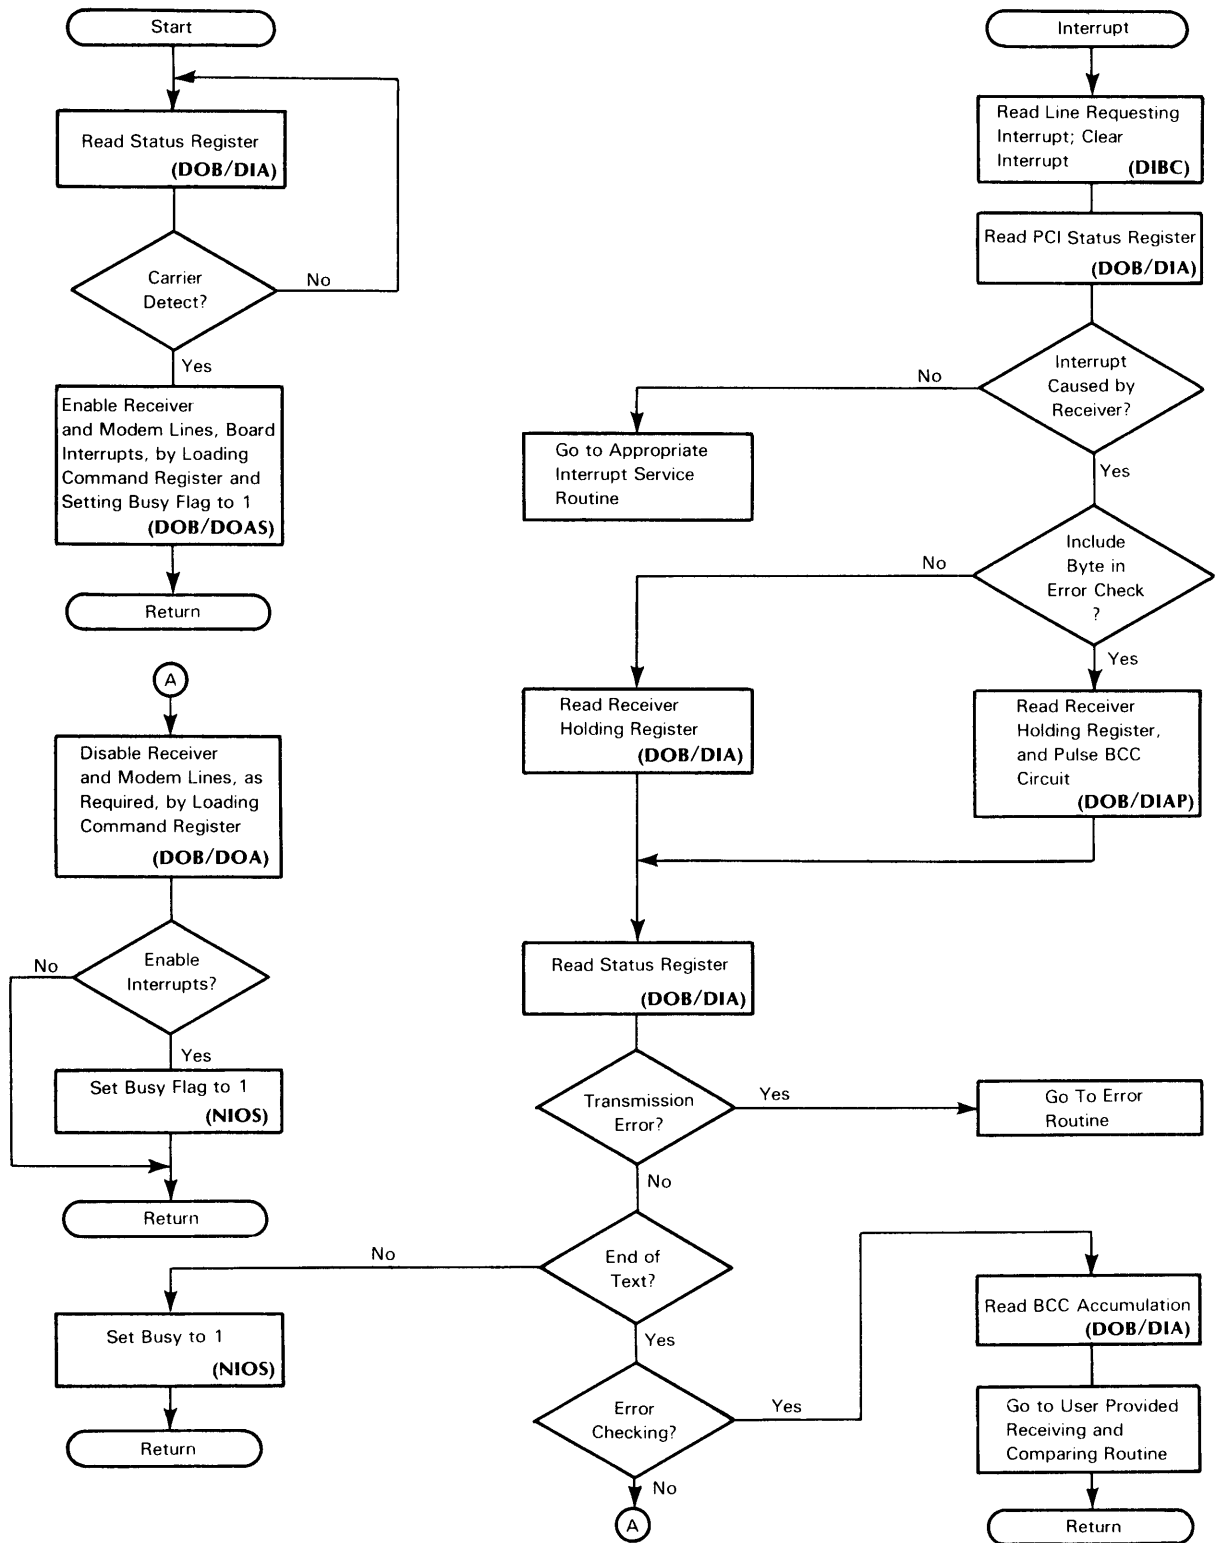 Start
Read Status Register
(DOB/DIA)
Carrier
Detect?
No
Yes
Enable Receiver
and Modem Lines, Board
Interrupts, by Loading
Command Register and
Setting Busy Flag to 1
(DOB/DOAS)
Return
A
Disable Receiver
and Modem Lines, as
Required, by Loading
Command Register
(DOB/DOA)
Enable
Interrupts?
No
Yes
Set Busy Flag to 1
(NIOS)
Return
Interrupt
Read Line Requesting
Interrupt; Clear
Interrupt
(DIBC)
Read PCI Status Register
(DOB/DIA)
Interrupt
Caused by
Receiver?
No
Go to Appropriate
Interrupt Service
Routine
Yes
Include
Byte in
Error Check
?
No
Read Receiver
Holding Register
(DOB/DIA)
Yes
Read Receiver
Holding Register,
and Pulse BCC
Circuit
(DOB/DIAP)
Read Status Register
(DOB/DIA)
Transmission
Error?
Yes
Go To Error
Routine
No
End of
Text?
No
Set Busy to 1
(NIOS)
Return
Yes
Error
Checking?
Yes
Read BCC Accumulation
(DOB/DIA)
Go to User Provided
Receiving and
Comparing Routine
Return
No
A